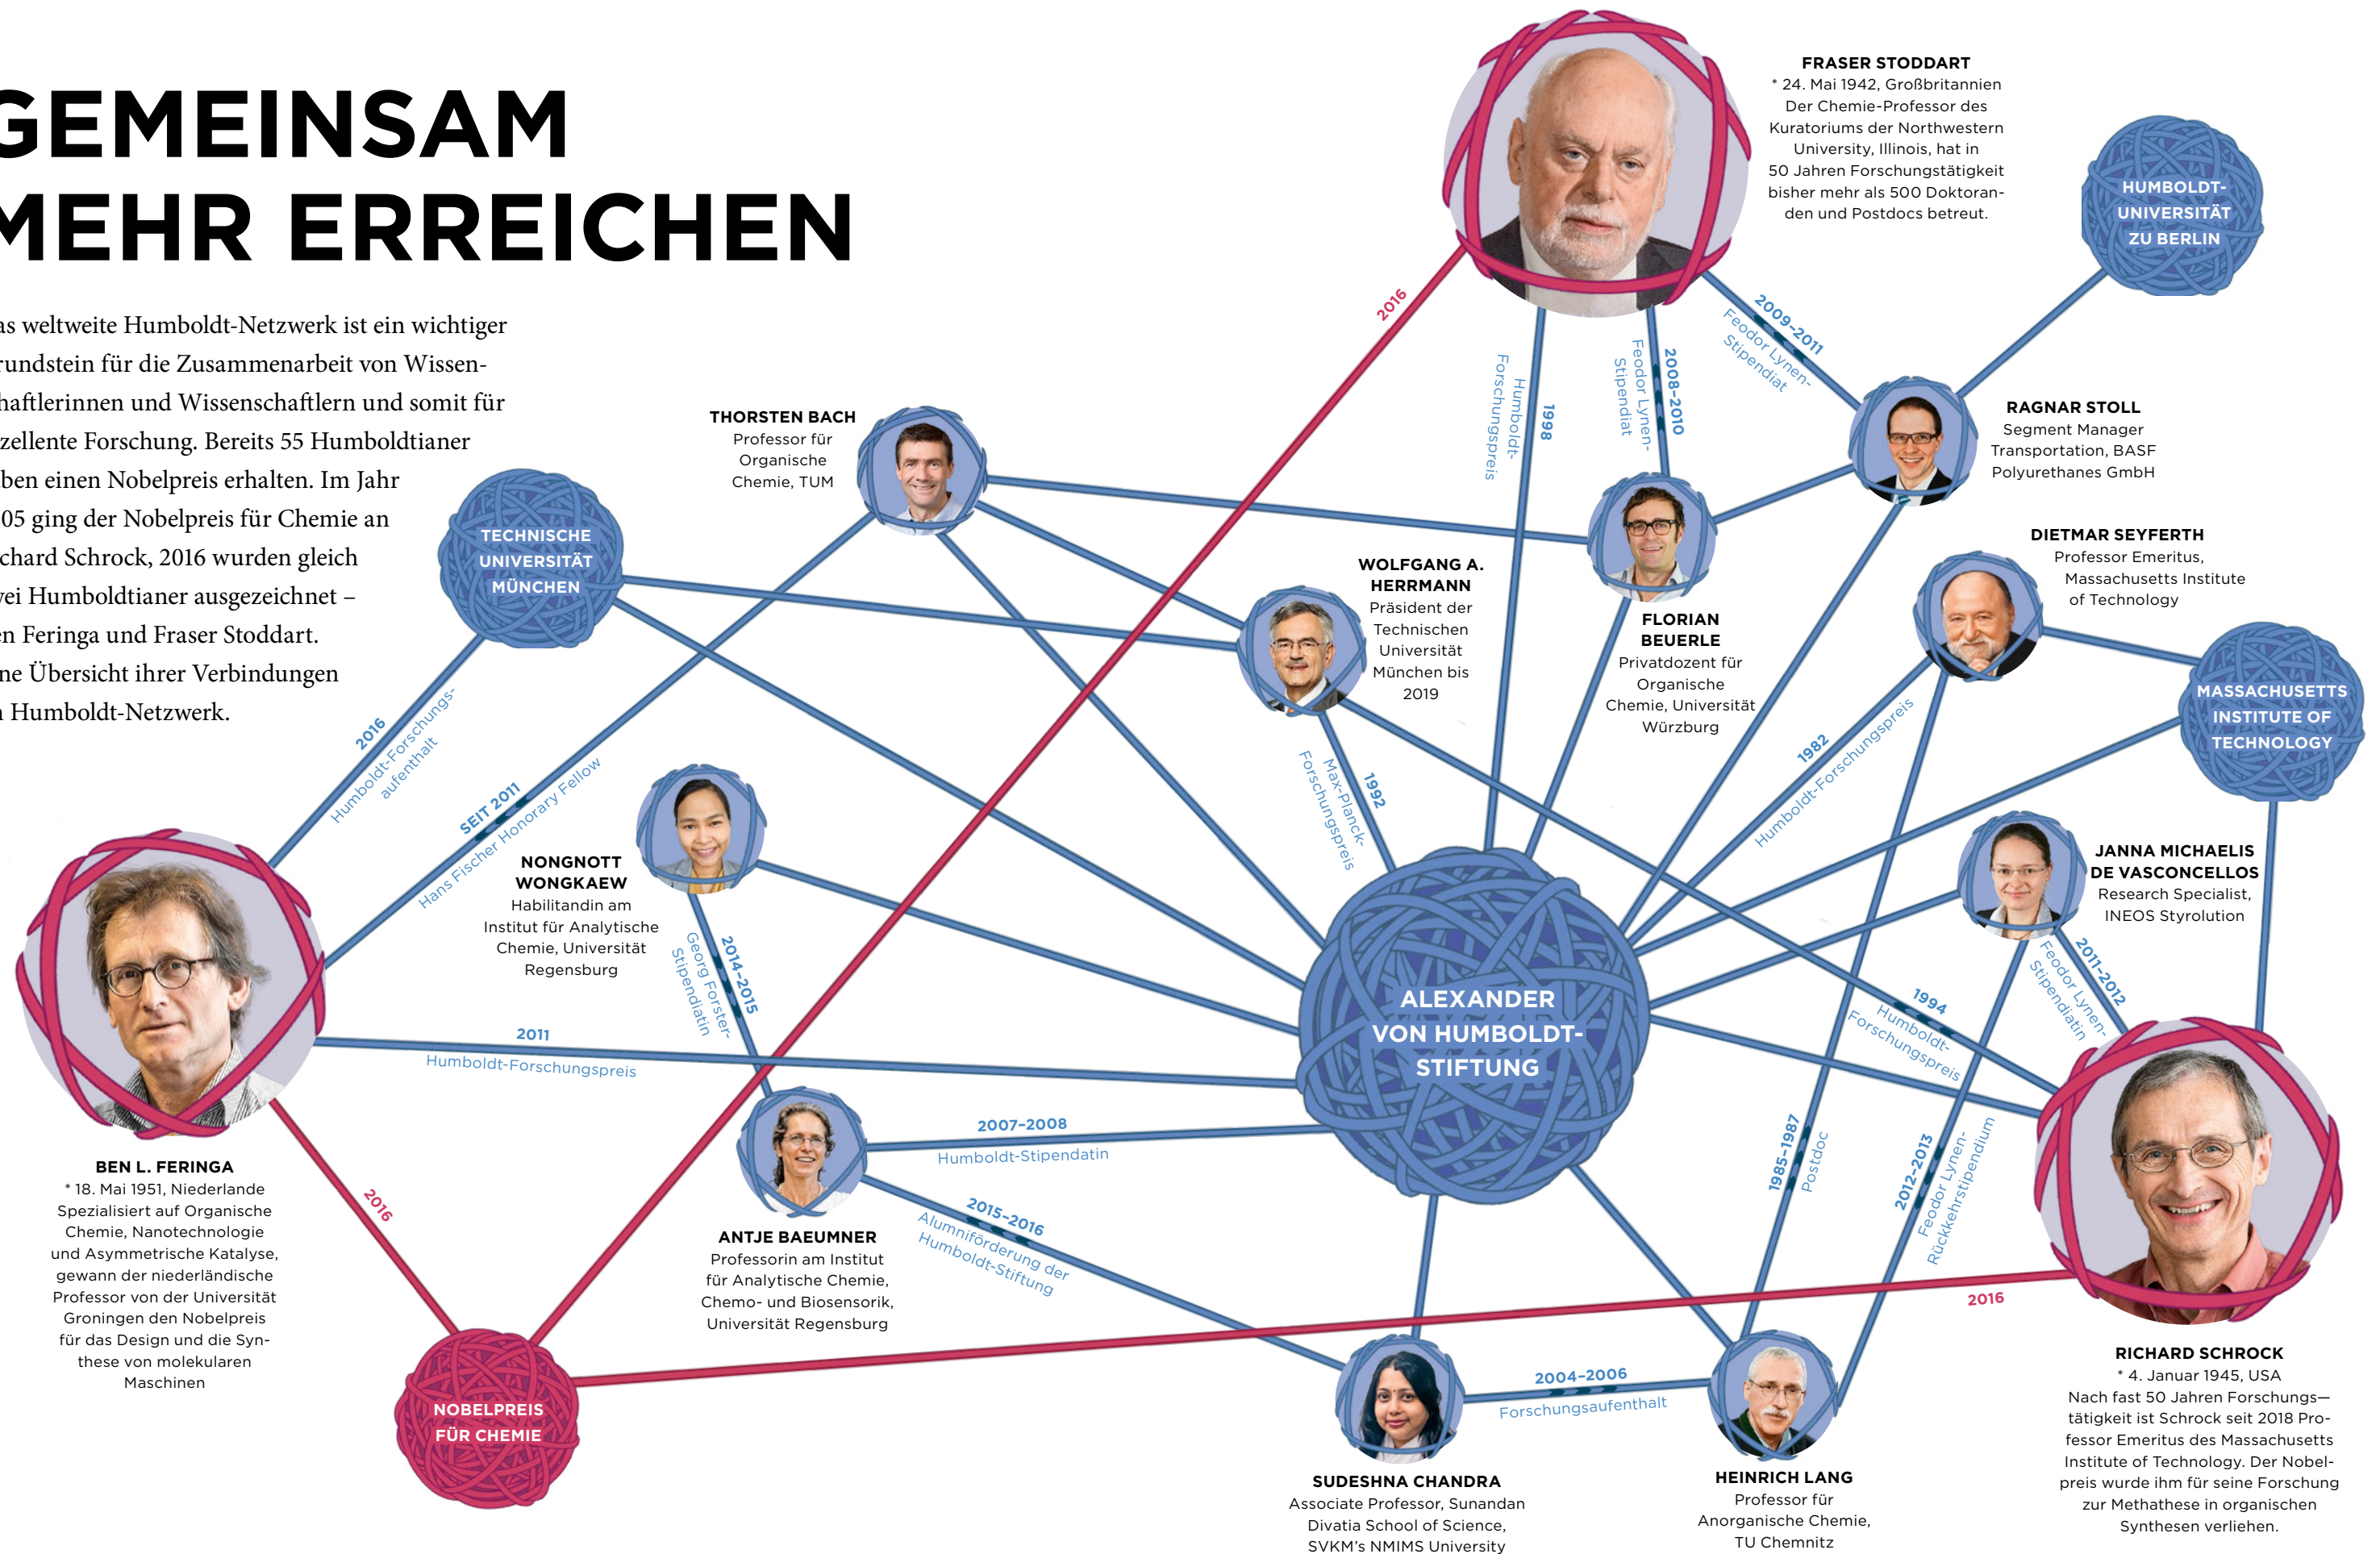 GEMEINSAM
MEHR ERREICHEN
as weltweite Humboldt-Netzwerk ist ein wichtiger
rundstein für die Zusammenarbeit von Wissen-
haftlerinnen und Wissenschaftlern und somit für
zellente Forschung. Bereits 55 Humboldtianer
ben einen Nobelpreis erhalten. Im Jahr
05 ging der Nobelpreis für Chemie an
chard Schrock, 2016 wurden gleich
vei Humboldtianer ausgezeichnet –
en Feringa und Fraser Stoddart.
ne Übersicht ihrer Verbindungen
n Humboldt-Netzwerk.
FRASER STODDART
* 24. Mai 1942, Großbritannien
Der Chemie-Professor des
Kuratoriums der Northwestern
University, Illinois, hat in
50 Jahren Forschungstätigkeit
bisher mehr als 500 Doktoran-
den und Postdocs betreut.
HUMBOLDT-
UNIVERSITÄT
ZU BERLIN
2016
Humboldt-
Forschungspreis
1998
Feodor Lynen-
Stipendiat
2008–2010
2009–2011
Feodor Lynen-
Stipendiat
RAGNAR STOLL
Segment Manager
Transportation, BASF
Polyurethanes GmbH
THORSTEN BACH
Professor für
Organische
Chemie, TUM
TECHNISCHE
UNIVERSITÄT
MÜNCHEN
WOLFGANG A.
HERRMANN
Präsident der
Technischen
Universität
München bis
2019
FLORIAN
BEUERLE
Privatdozent für
Organische
Chemie, Universität
Würzburg
DIETMAR SEYFERTH
Professor Emeritus,
Massachusetts Institute
of Technology
MASSACHUSETTS
INSTITUTE OF
TECHNOLOGY
2016
Humboldt-Forschungs-
aufenthalt
SEIT 2011
Hans Fischer Honorary Fellow
1992
Max-Planck-
Forschungspreis
1982
Humboldt-Forschungspreis
NONGNOTT
WONGKAEW
Habilitandin am
Institut für Analytische
Chemie, Universität
Regensburg
2014–2015
Georg Forster-
Stipendiatin
JANNA MICHAELIS
DE VASCONCELLOS
Research Specialist,
INEOS Styrolution
2011–2012
Feodor Lynen-
Stipendiatin
ALEXANDER
VON HUMBOLDT-
STIFTUNG
1994
Humboldt-
Forschungspreis
2011
Humboldt-Forschungspreis
2007–2008
Humboldt-Stipendatin
2015–2016
Alumniförderung der
Humboldt-Stiftung
1985–1987
Postdoc
2012–2013
Feodor Lynen-
Rückkehrstipendium
BEN L. FERINGA
* 18. Mai 1951, Niederlande
Spezialisiert auf Organische
Chemie, Nanotechnologie
und Asymmetrische Katalyse,
gewann der niederländische
Professor von der Universität
Groningen den Nobelpreis
für das Design und die Syn-
these von molekularen
Maschinen
2016
ANTJE BAEUMNER
Professorin am Institut
für Analytische Chemie,
Chemo- und Biosensorik,
Universität Regensburg
2016
NOBELPREIS
FÜR CHEMIE
2004–2006
Forschungsaufenthalt
SUDESHNA CHANDRA
Associate Professor, Sunandan
Divatia School of Science,
SVKM's NMIMS University
HEINRICH LANG
Professor für
Anorganische Chemie,
TU Chemnitz
RICHARD SCHROCK
* 4. Januar 1945, USA
Nach fast 50 Jahren Forschungs—
tätigkeit ist Schrock seit 2018 Pro-
fessor Emeritus des Massachusetts
Institute of Technology. Der Nobel-
preis wurde ihm für seine Forschung
zur Methathese in organischen
Synthesen verliehen.